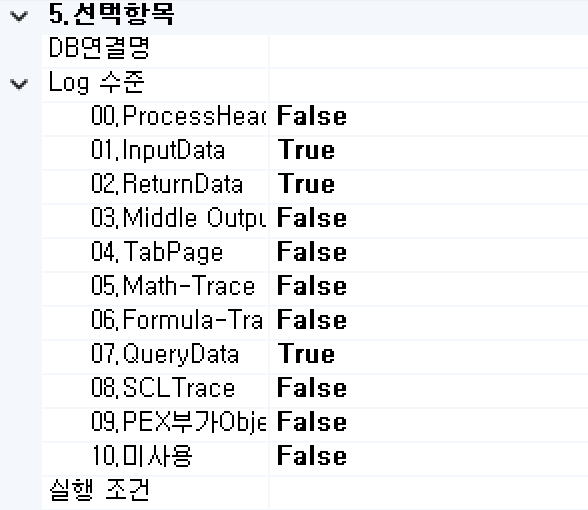 5.선택항목
DB연결명
Log 수준
00.ProcessHead False
01.InputData True
02.ReturnData True
03.Middle Outpu False
04.TabPage False
05.Math-Trace False
06.Formula-Tra False
07.QueryData True
08.SCLTrace False
09.PEX부가Obje False
10.미사용 False
실행 조건